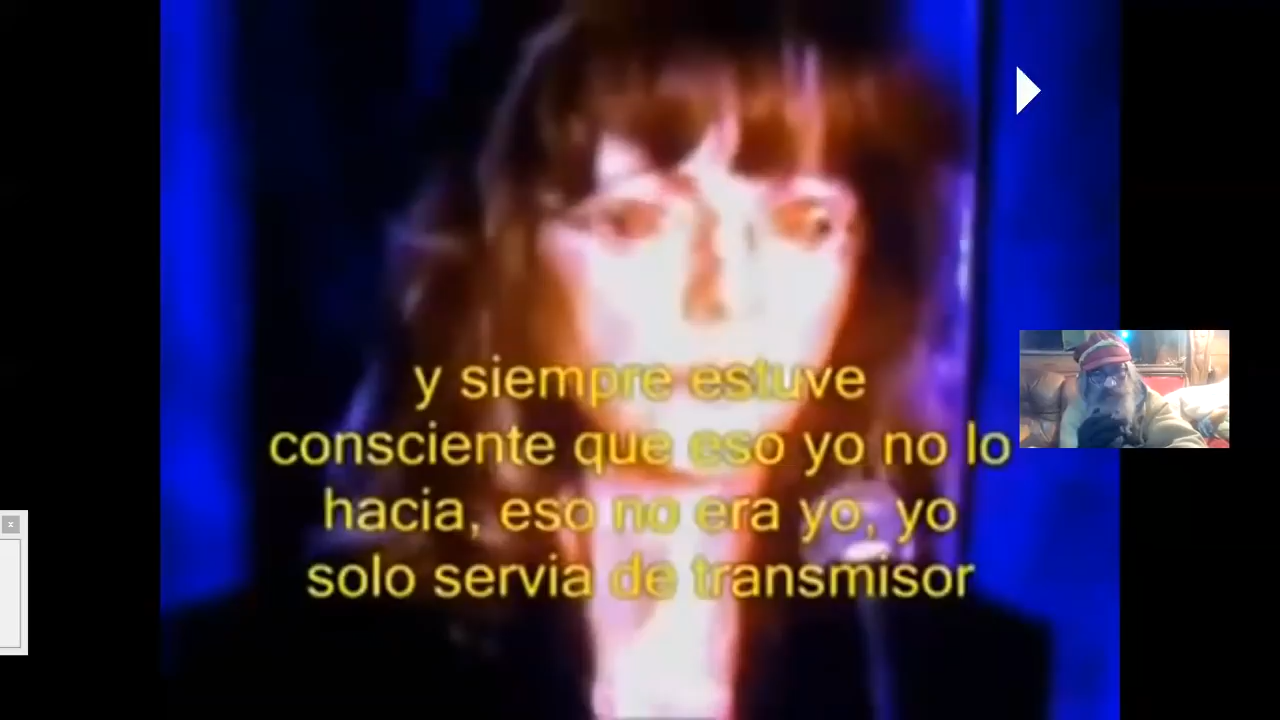 y siempre estuve
consciente que eso yo no lo
hacia, eso no era yo, yo
solo servia de transmisor